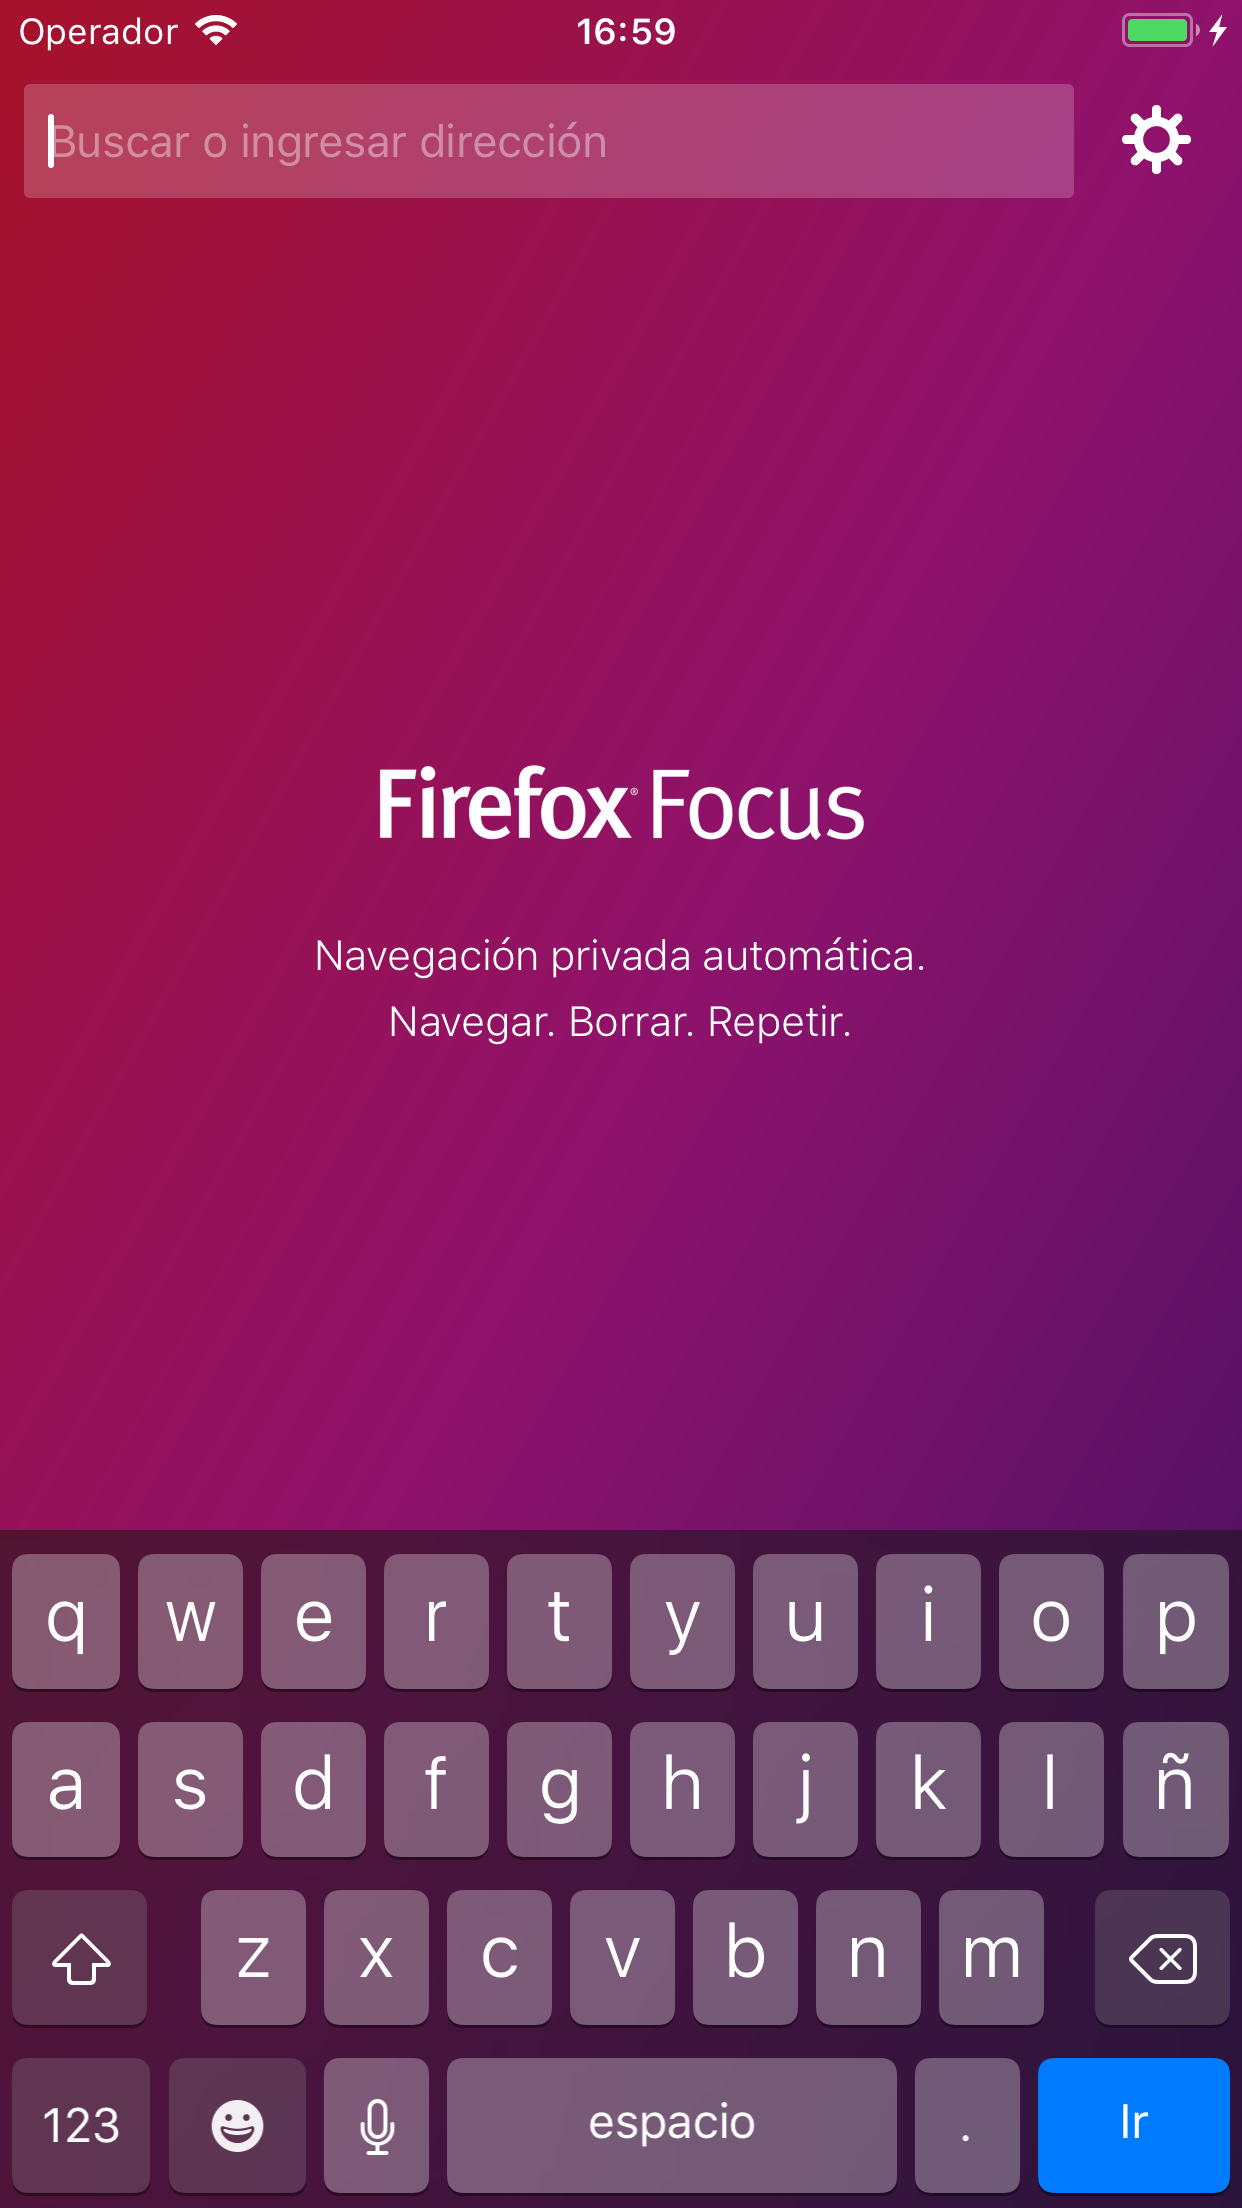 Operador 16:59
Buscar o ingresar dirección
Firefox® Focus
Navegación privada automática.
Navegar. Borrar. Repetir.
q w e r t y u i o p
a s d f g h j k l ñ
z x c v b n m
123 espacio . Ir